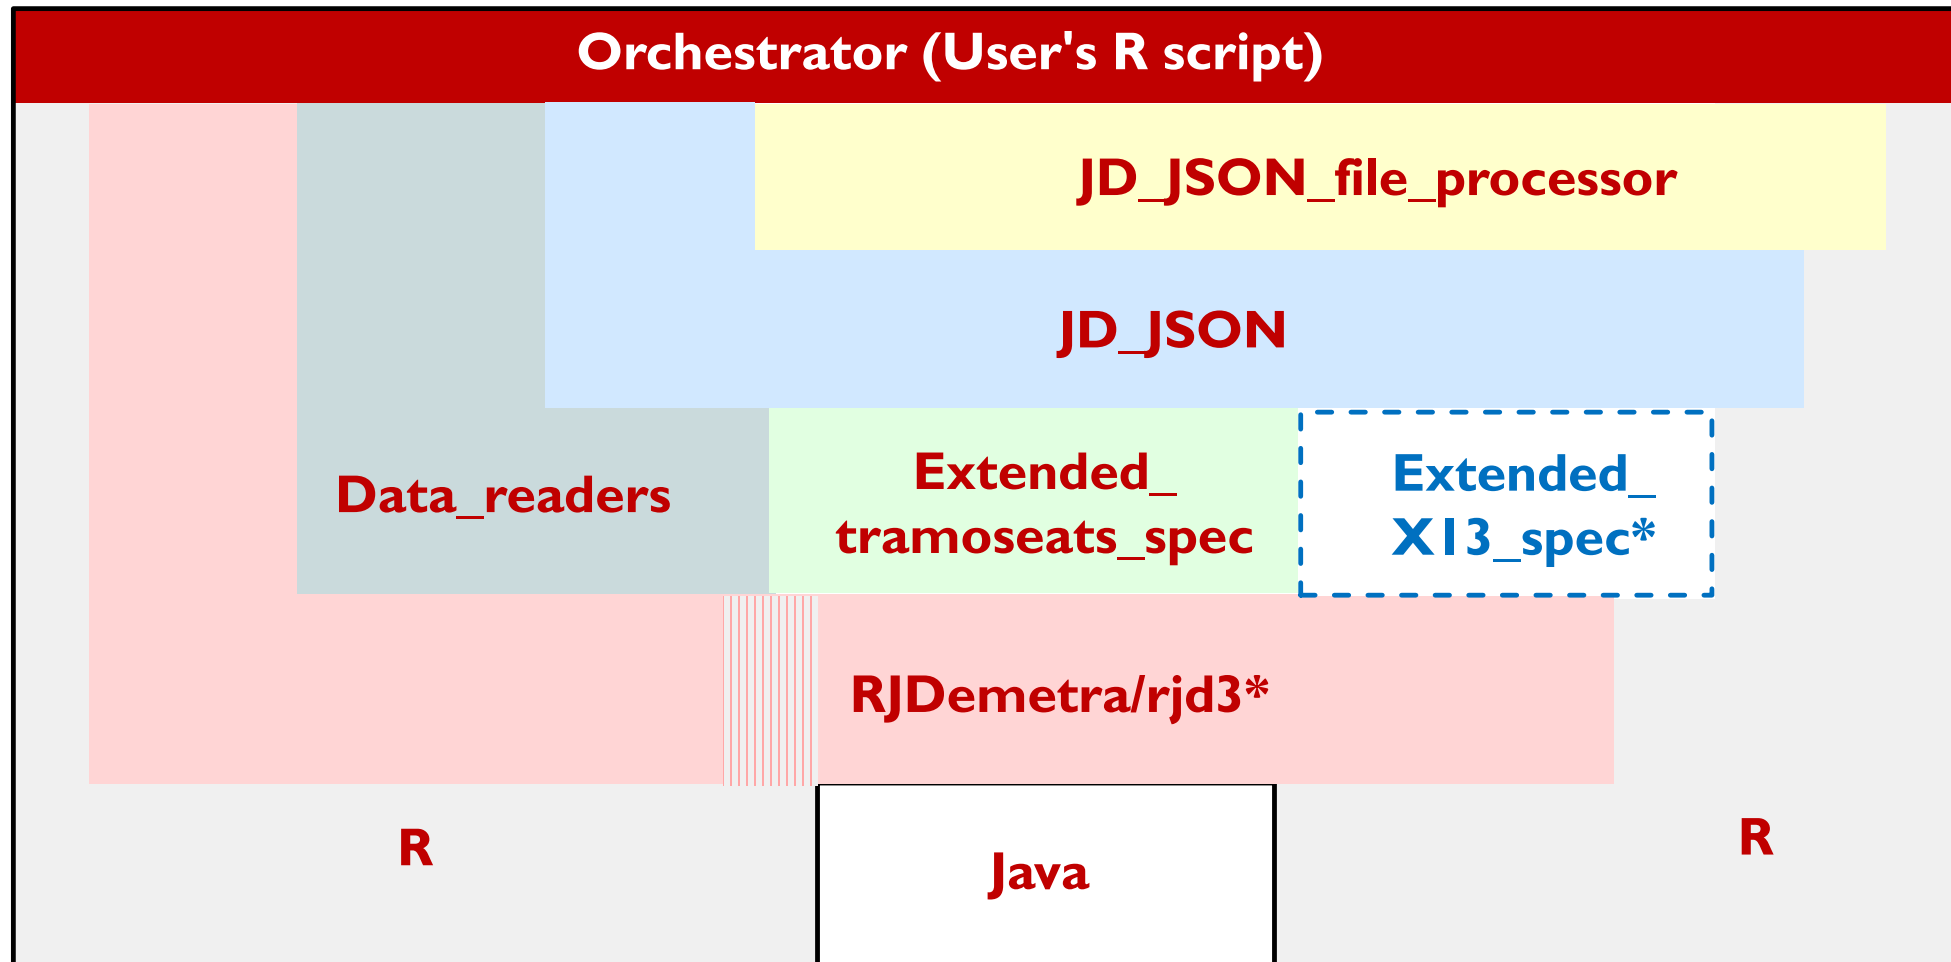 Orchestrator (User's R script)
JD_JSON_file_processor
JD_JSON
Data_readers
Extended_
tramoseats_spec
Extended_
X13_spec*
RJDemetra/rjd3*
R
Java
R